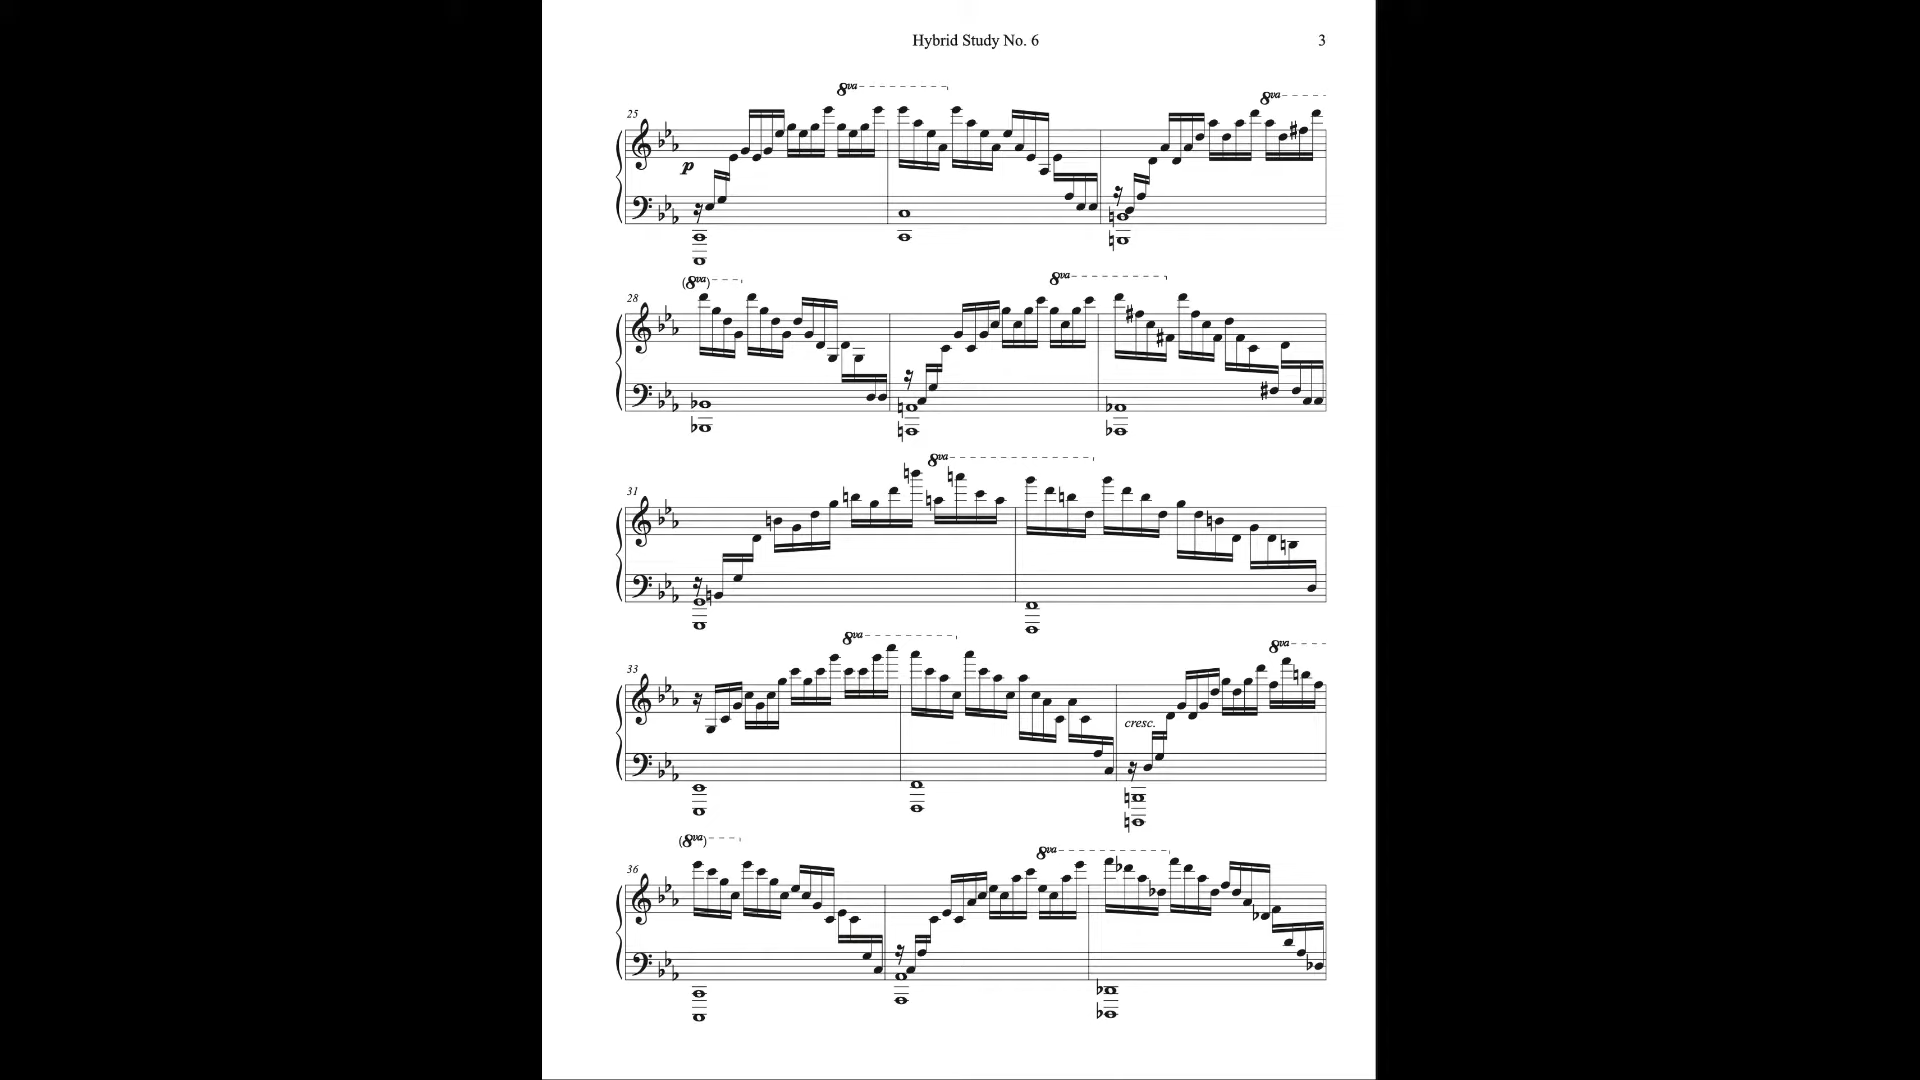 Hybrid Study No. 6
3
8va
25
8va
p
(8va)
8va
28
8va
31
8va
33
8va
cresc.
(8va)
8va
36